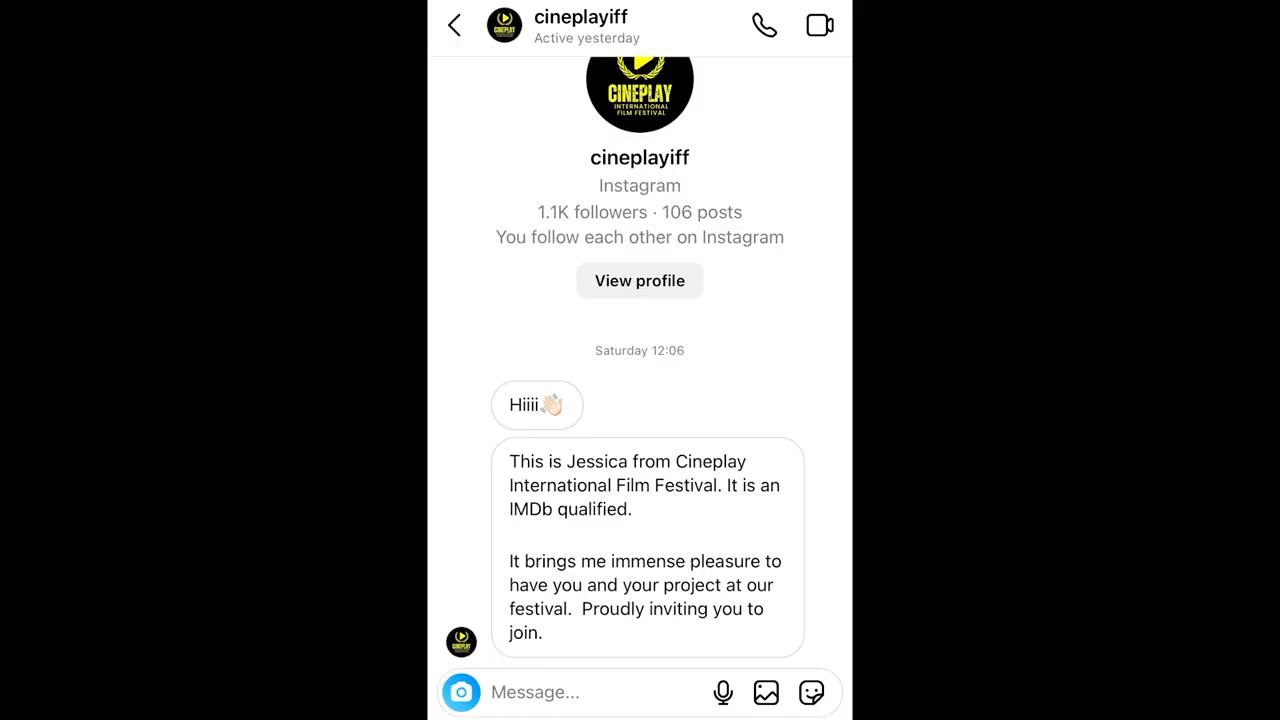 cineplayiff
Active yesterday
CINEPLAY
INTERNATIONAL
FILM FESTIVAL
cineplayiff
Instagram
1.1K followers · 106 posts
You follow each other on Instagram
View profile
Saturday 12:06
Hiiii👋🏻
This is Jessica from Cineplay
International Film Festival. It is an
IMDb qualified.
It brings me immense pleasure to
have you and your project at our
festival.  Proudly inviting you to
join.
CINEPLAY
Message...